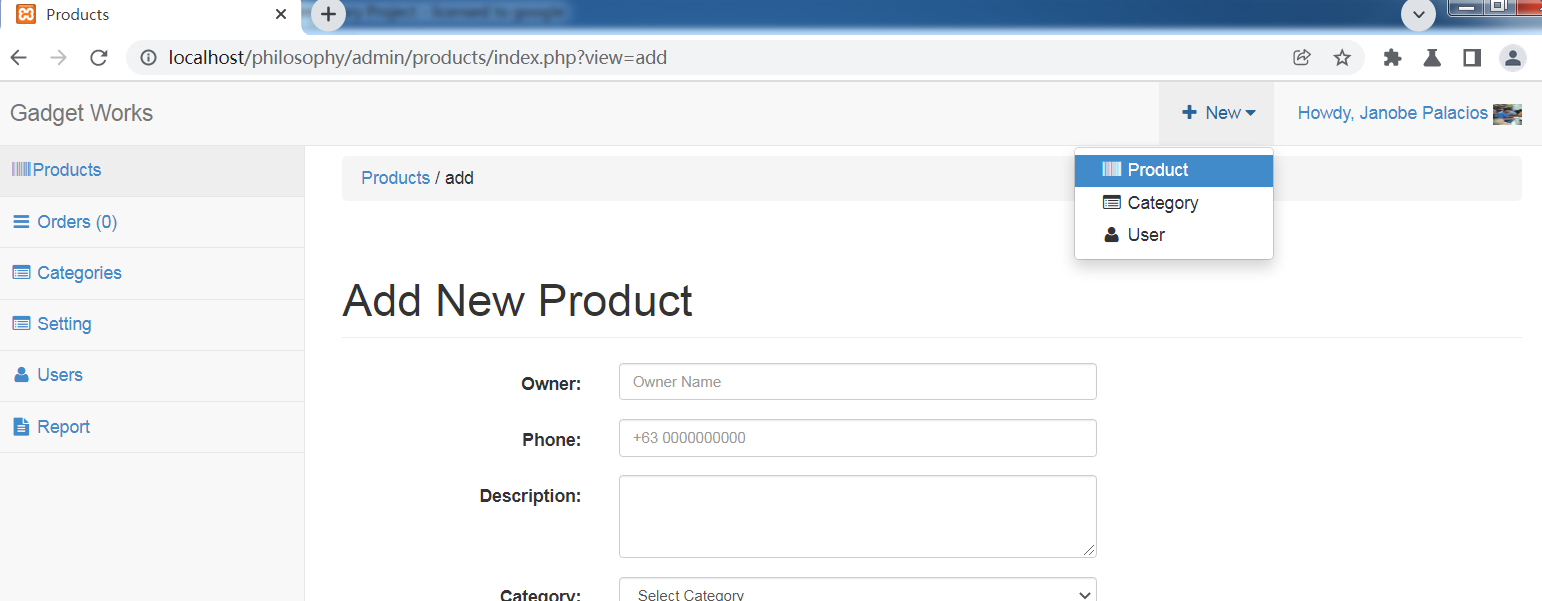 Products
localhost/philosophy/admin/products/index.php?view=add
Gadget Works
New
Howdy, Janobe Palacios
Product
Category
User
Products
Orders (0)
Categories
Setting
Users
Report
Products / add
Add New Product
Owner:
Owner Name
Phone:
+63 0000000000
Description:
Category:
Select Category